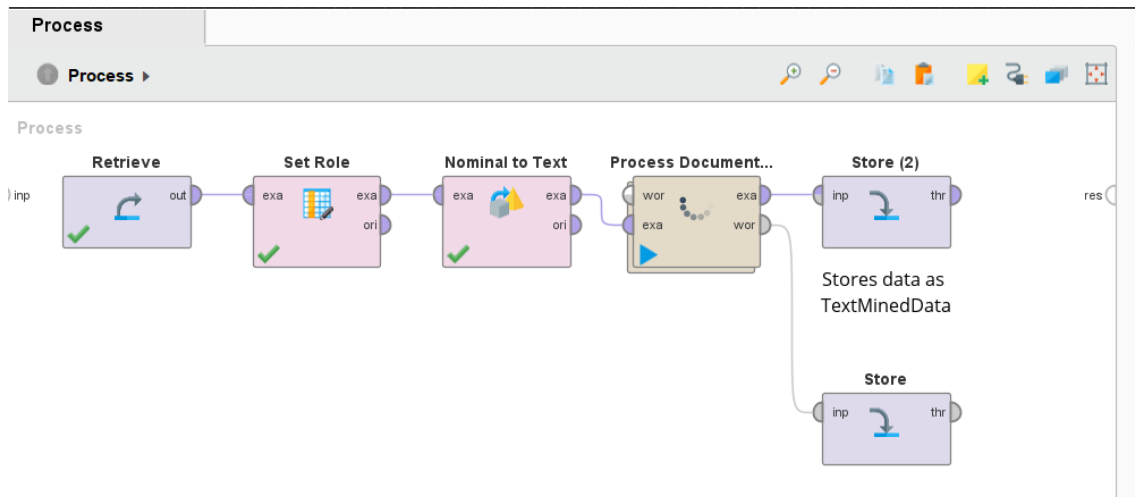 Process
Process
Process
Retrieve
Set Role
Nominal to Text
Process Document...
Store (2)
inp
out
exa
exa
ori
exa
exa
ori
wor
exa
exa
wor
inp
thr
res
Stores data as
TextMinedData
Store
inp
thr